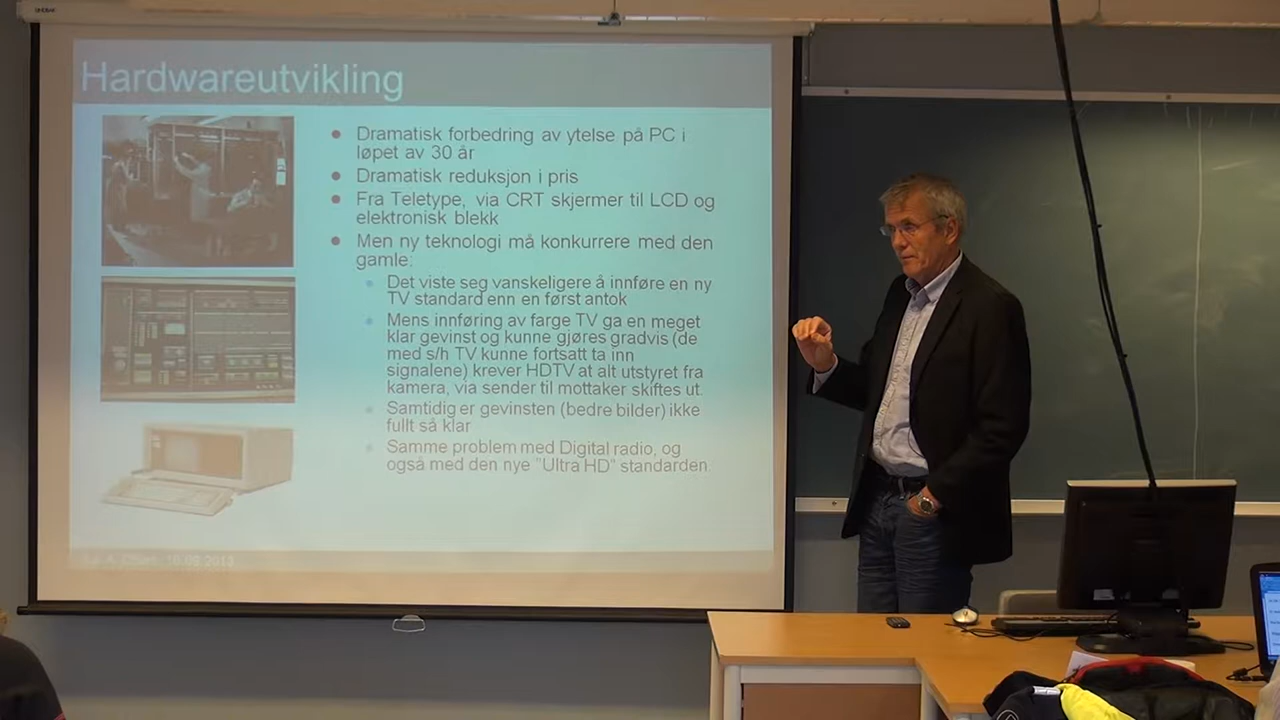 Hardwareutvikling
Dramatisk forbedring av ytelse på PC i
løpet av 30 år
Dramatisk reduksjon i pris
Fra Teletype, via CRT skjermer til LCD og
elektronisk blekk
Men ny teknologi må konkurrere med den
gamle:
Det viste seg vanskeligere å innføre en ny
TV standard enn en først antok
Mens innføring av farge TV ga en meget
klar gevinst og kunne gjøres gradvis (de
med s/h TV kunne fortsatt ta inn
signalene) krever HDTV at alt utstyret fra
kamera, via sender til mottaker skiftes ut.
Samtidig er gevinsten (bedre bilder) ikke
fullt så klar
Samme problem med Digital radio, og
også med den nye "Ultra HD" standarden.